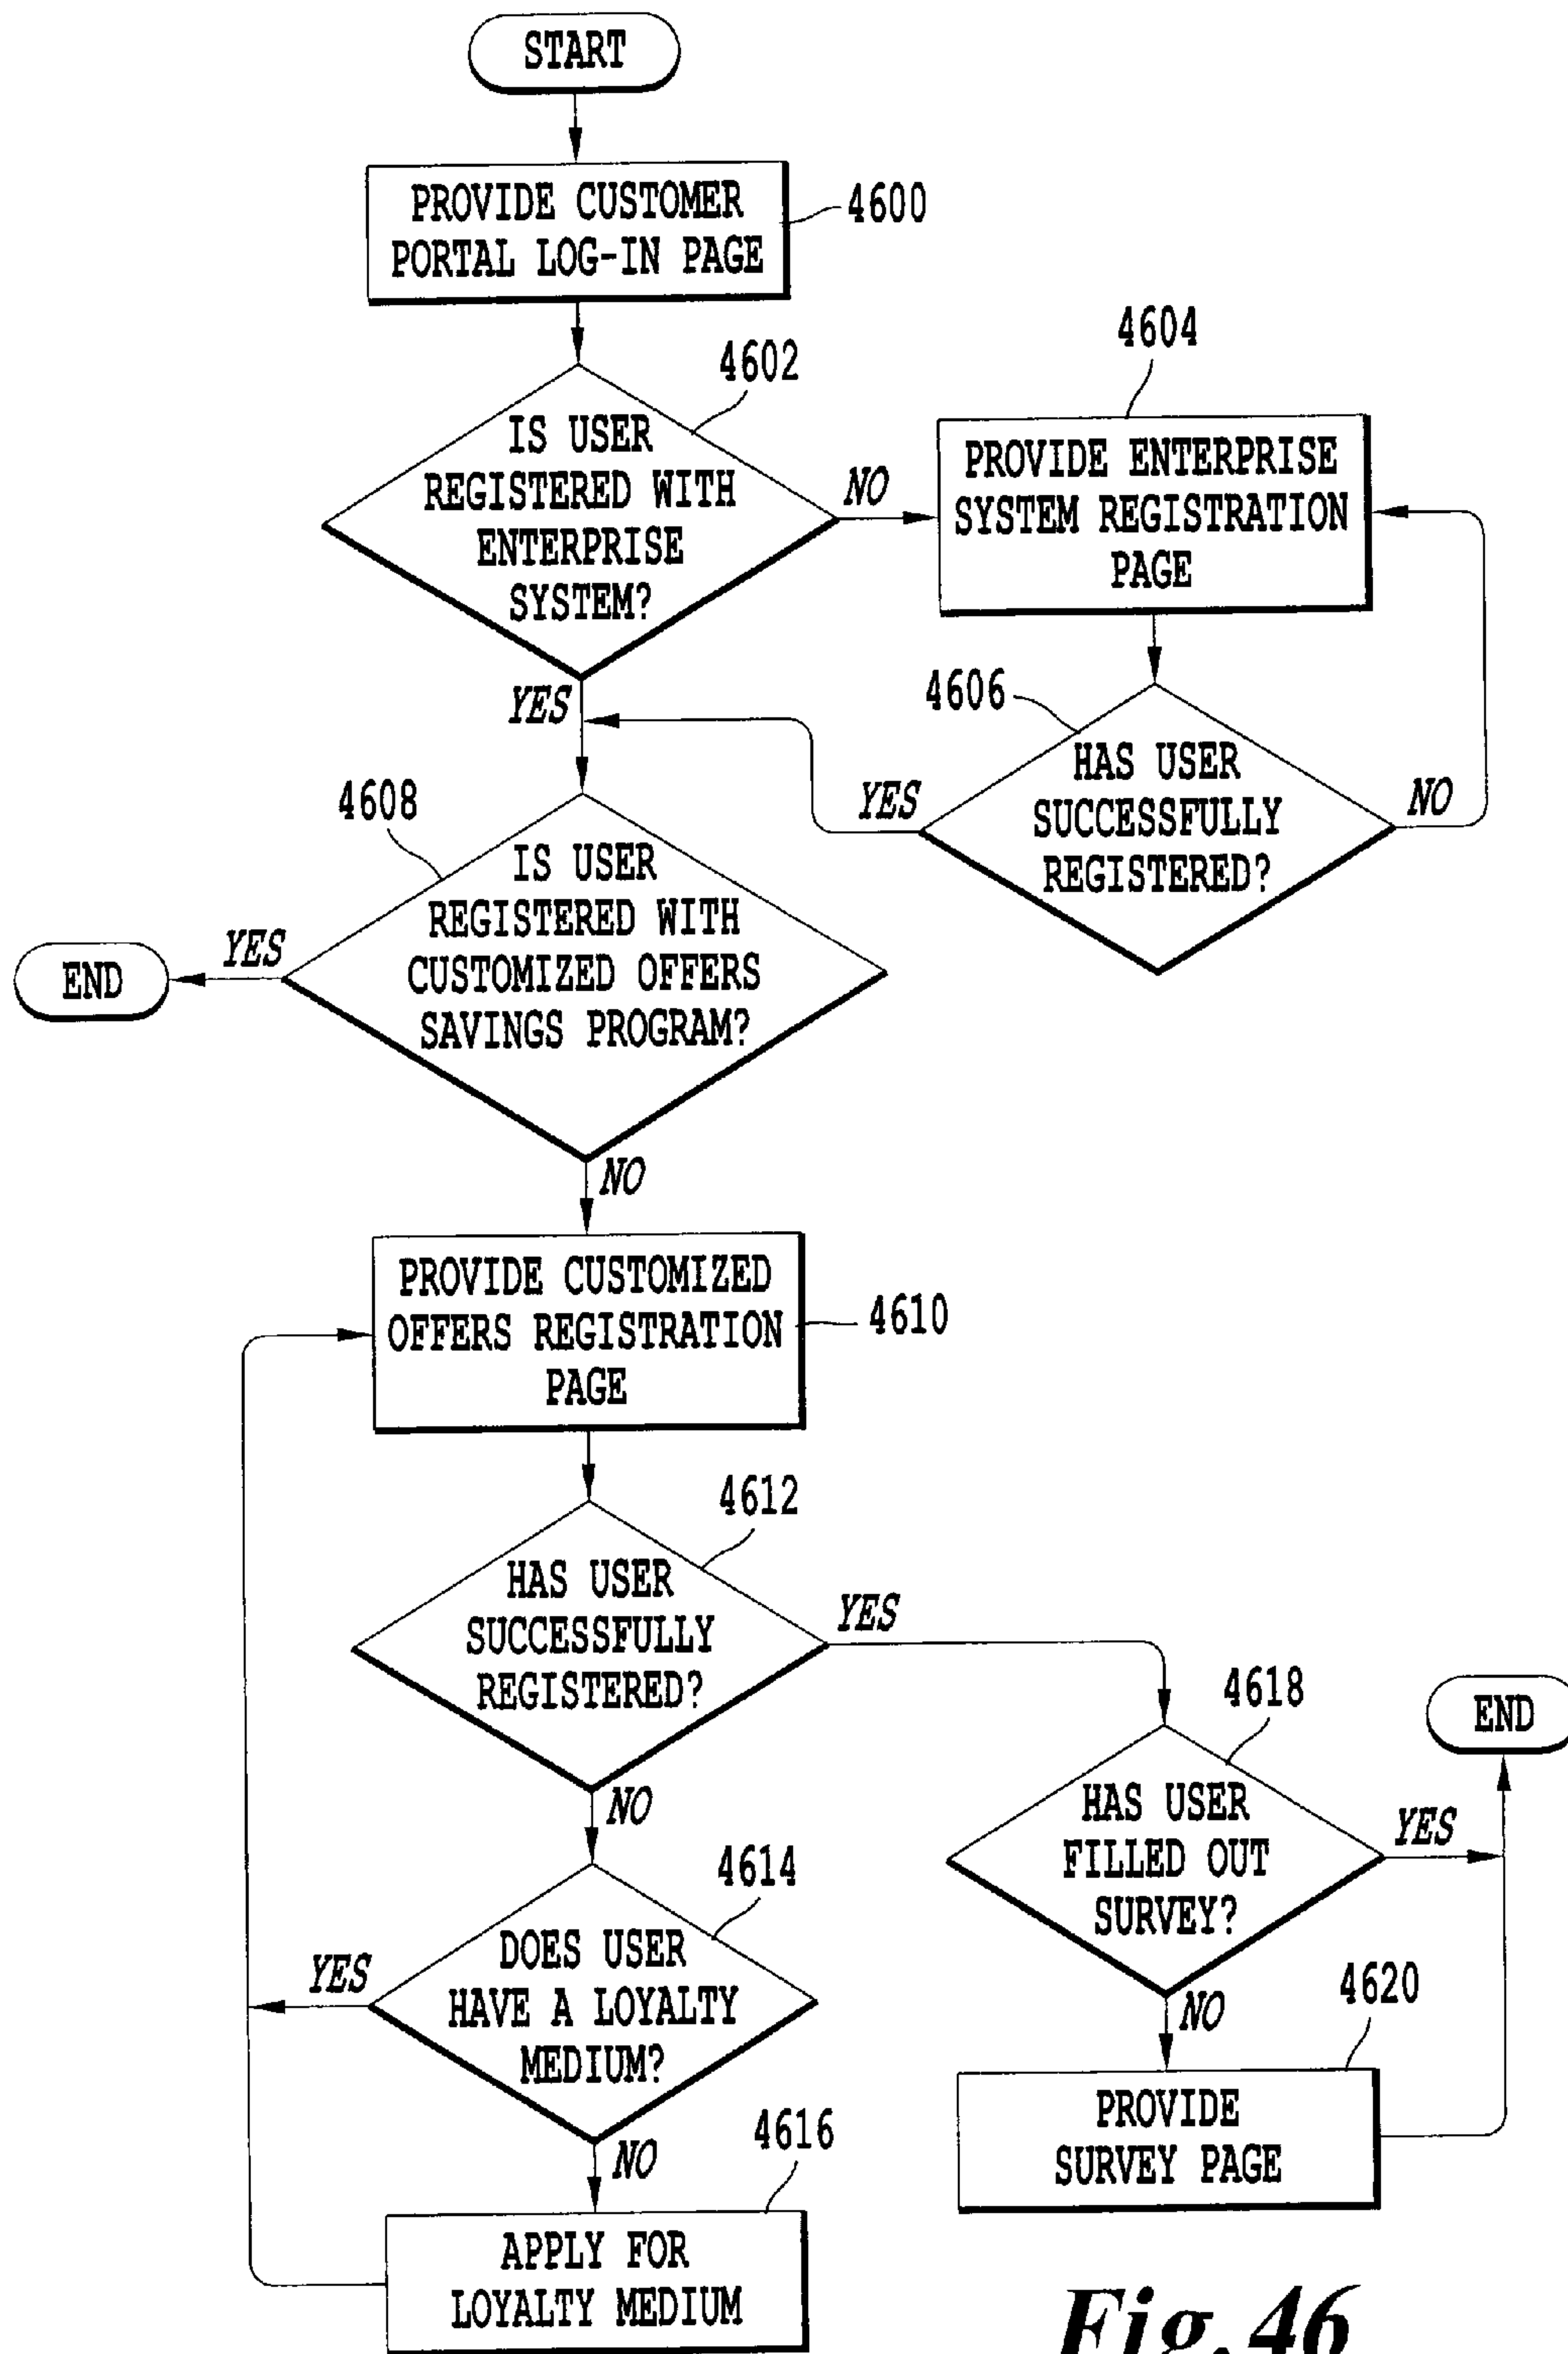 START
PROVIDE CUSTOMER
PORTAL LOG-IN PAGE
4600
4602
IS USER
REGISTERED WITH
ENTERPRISE
SYSTEM?
NO
YES
4604
PROVIDE ENTERPRISE
SYSTEM REGISTRATION
PAGE
4606
HAS USER
SUCCESSFULLY
REGISTERED?
YES
NO
4608
IS USER
REGISTERED WITH
CUSTOMIZED OFFERS
SAVINGS PROGRAM?
YES
END
NO
PROVIDE CUSTOMIZED
OFFERS REGISTRATION
PAGE
4610
4612
HAS USER
SUCCESSFULLY
REGISTERED?
YES
NO
4614
DOES USER
HAVE A LOYALTY
MEDIUM?
YES
NO
4616
APPLY FOR
LOYALTY MEDIUM
4618
HAS USER
FILLED OUT
SURVEY?
YES
END
NO
4620
PROVIDE
SURVEY PAGE
Fig. 46